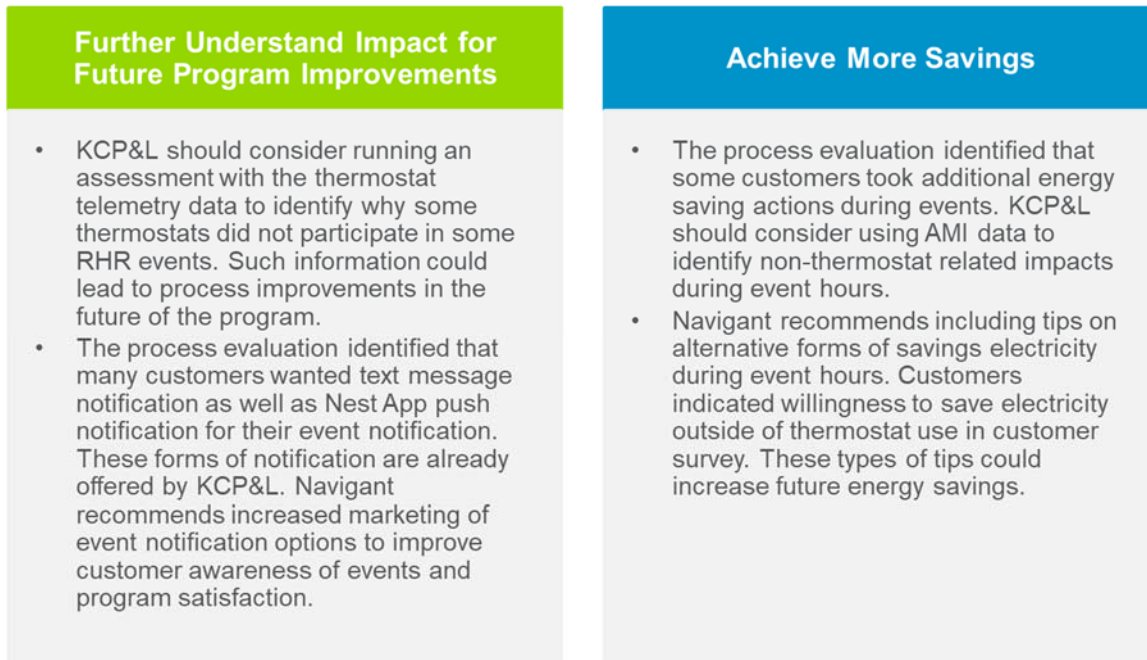 Further Understand Impact for
Future Program Improvements
• KCP&L should consider running an
assessment with the thermostat
telemetry data to identify why some
thermostats did not participate in some
RHR events. Such information could
lead to process improvements in the
future of the program.
• The process evaluation identified that
many customers wanted text message
notification as well as Nest App push
notification for their event notification.
These forms of notification are already
offered by KCP&L. Navigant
recommends increased marketing of
event notification options to improve
customer awareness of events and
program satisfaction.
Achieve More Savings
• The process evaluation identified that
some customers took additional energy
saving actions during events. KCP&L
should consider using AMI data to
identify non-thermostat related impacts
during event hours.
• Navigant recommends including tips on
alternative forms of savings electricity
during event hours. Customers
indicated willingness to save electricity
outside of thermostat use in customer
survey. These types of tips could
increase future energy savings.